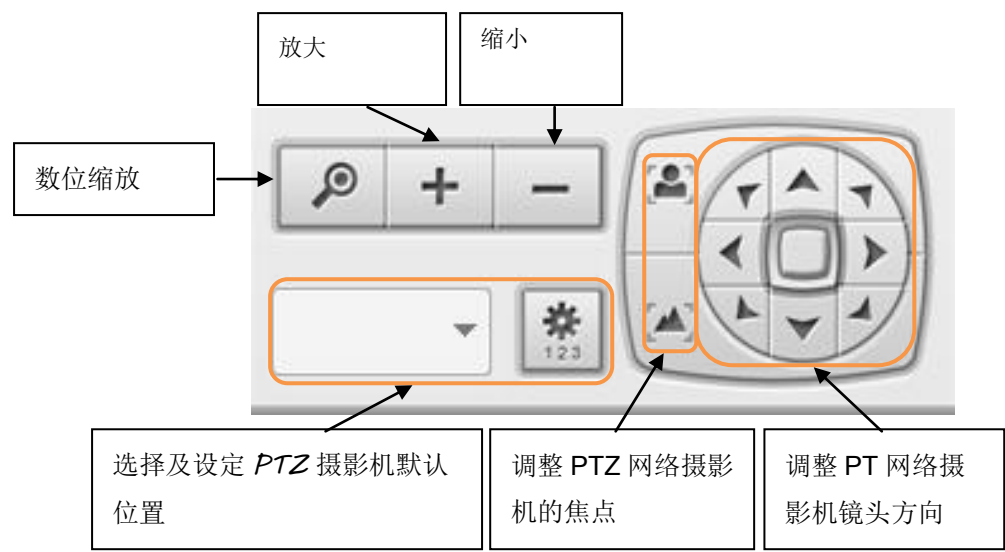 放大
缩小
数位缩放
123
选择及设定 PTZ 摄影机默认
位置
调整 PTZ 网络摄影
机的焦点
调整 PT 网络摄
影机镜头方向